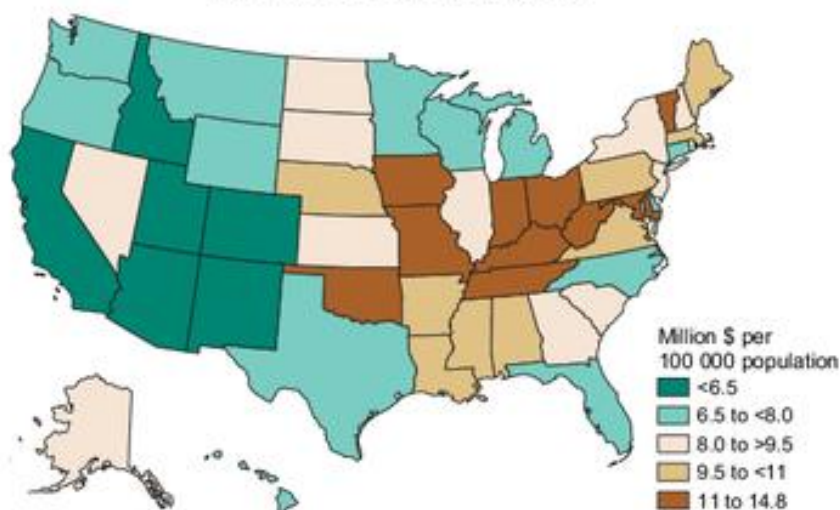 Million $ per
100 000 population
<6.5
6.5 to <8.0
8.0 to >9.5
9.5 to <11
11 to 14.8